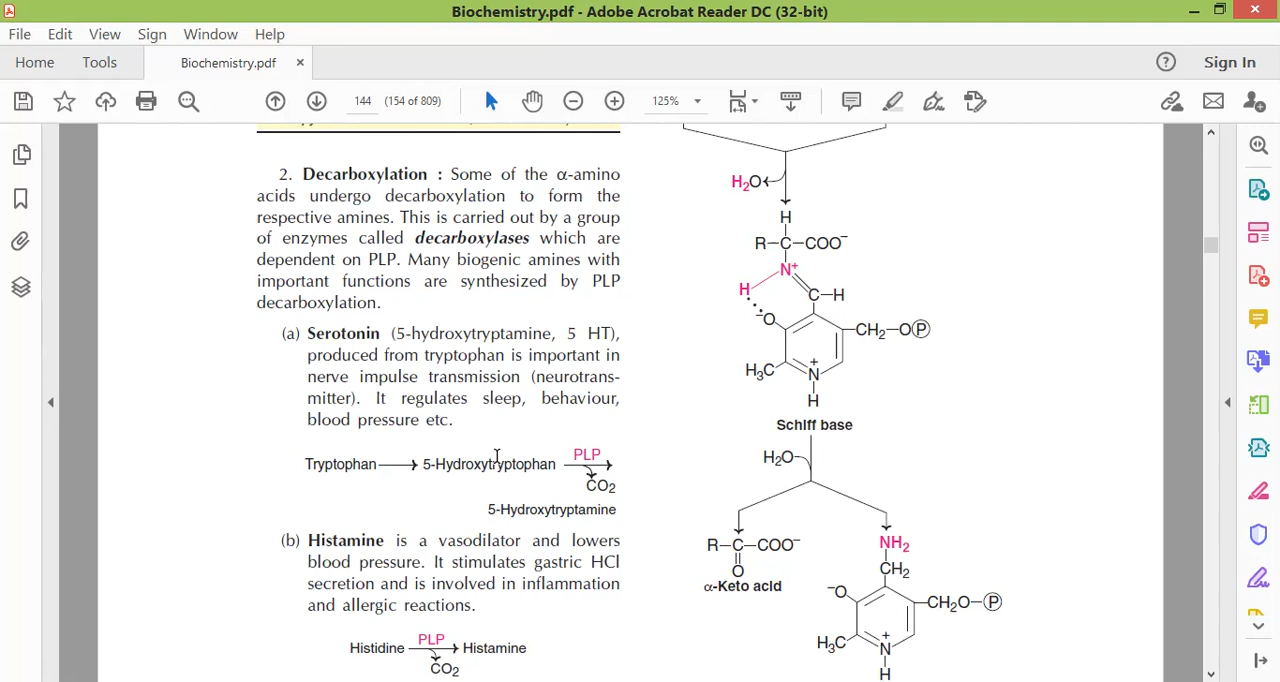 Biochemistry.pdf - Adobe Acrobat Reader DC (32-bit)
File Edit View Sign Window Help
Home Tools Biochemistry.pdf × ? Sign In
144 (154 of 809) 125%
2. Decarboxylation : Some of the α-amino
acids undergo decarboxylation to form the
respective amines. This is carried out by a group
of enzymes called decarboxylases which are
dependent on PLP. Many biogenic amines with
important functions are synthesized by PLP
decarboxylation.
(a) Serotonin (5-hydroxytryptamine, 5 HT),
produced from tryptophan is important in
nerve impulse transmission (neurotrans-
mitter). It regulates sleep, behaviour,
blood pressure etc.
PLP
Tryptophan → 5-Hydroxytryptophan →
CO2
5-Hydroxytryptamine
(b) Histamine is a vasodilator and lowers
blood pressure. It stimulates gastric HCl
secretion and is involved in inflammation
and allergic reactions.
PLP
Histidine → Histamine
CO2
H2O
H
R–C–COO−
N+
H
C–H
−O
CH2–OP
H3C
+
N
H
Schiff base
H2O
R–C–COO−
O
α-Keto acid
NH2
CH2
−O
CH2O–P
H3C
+
N
H